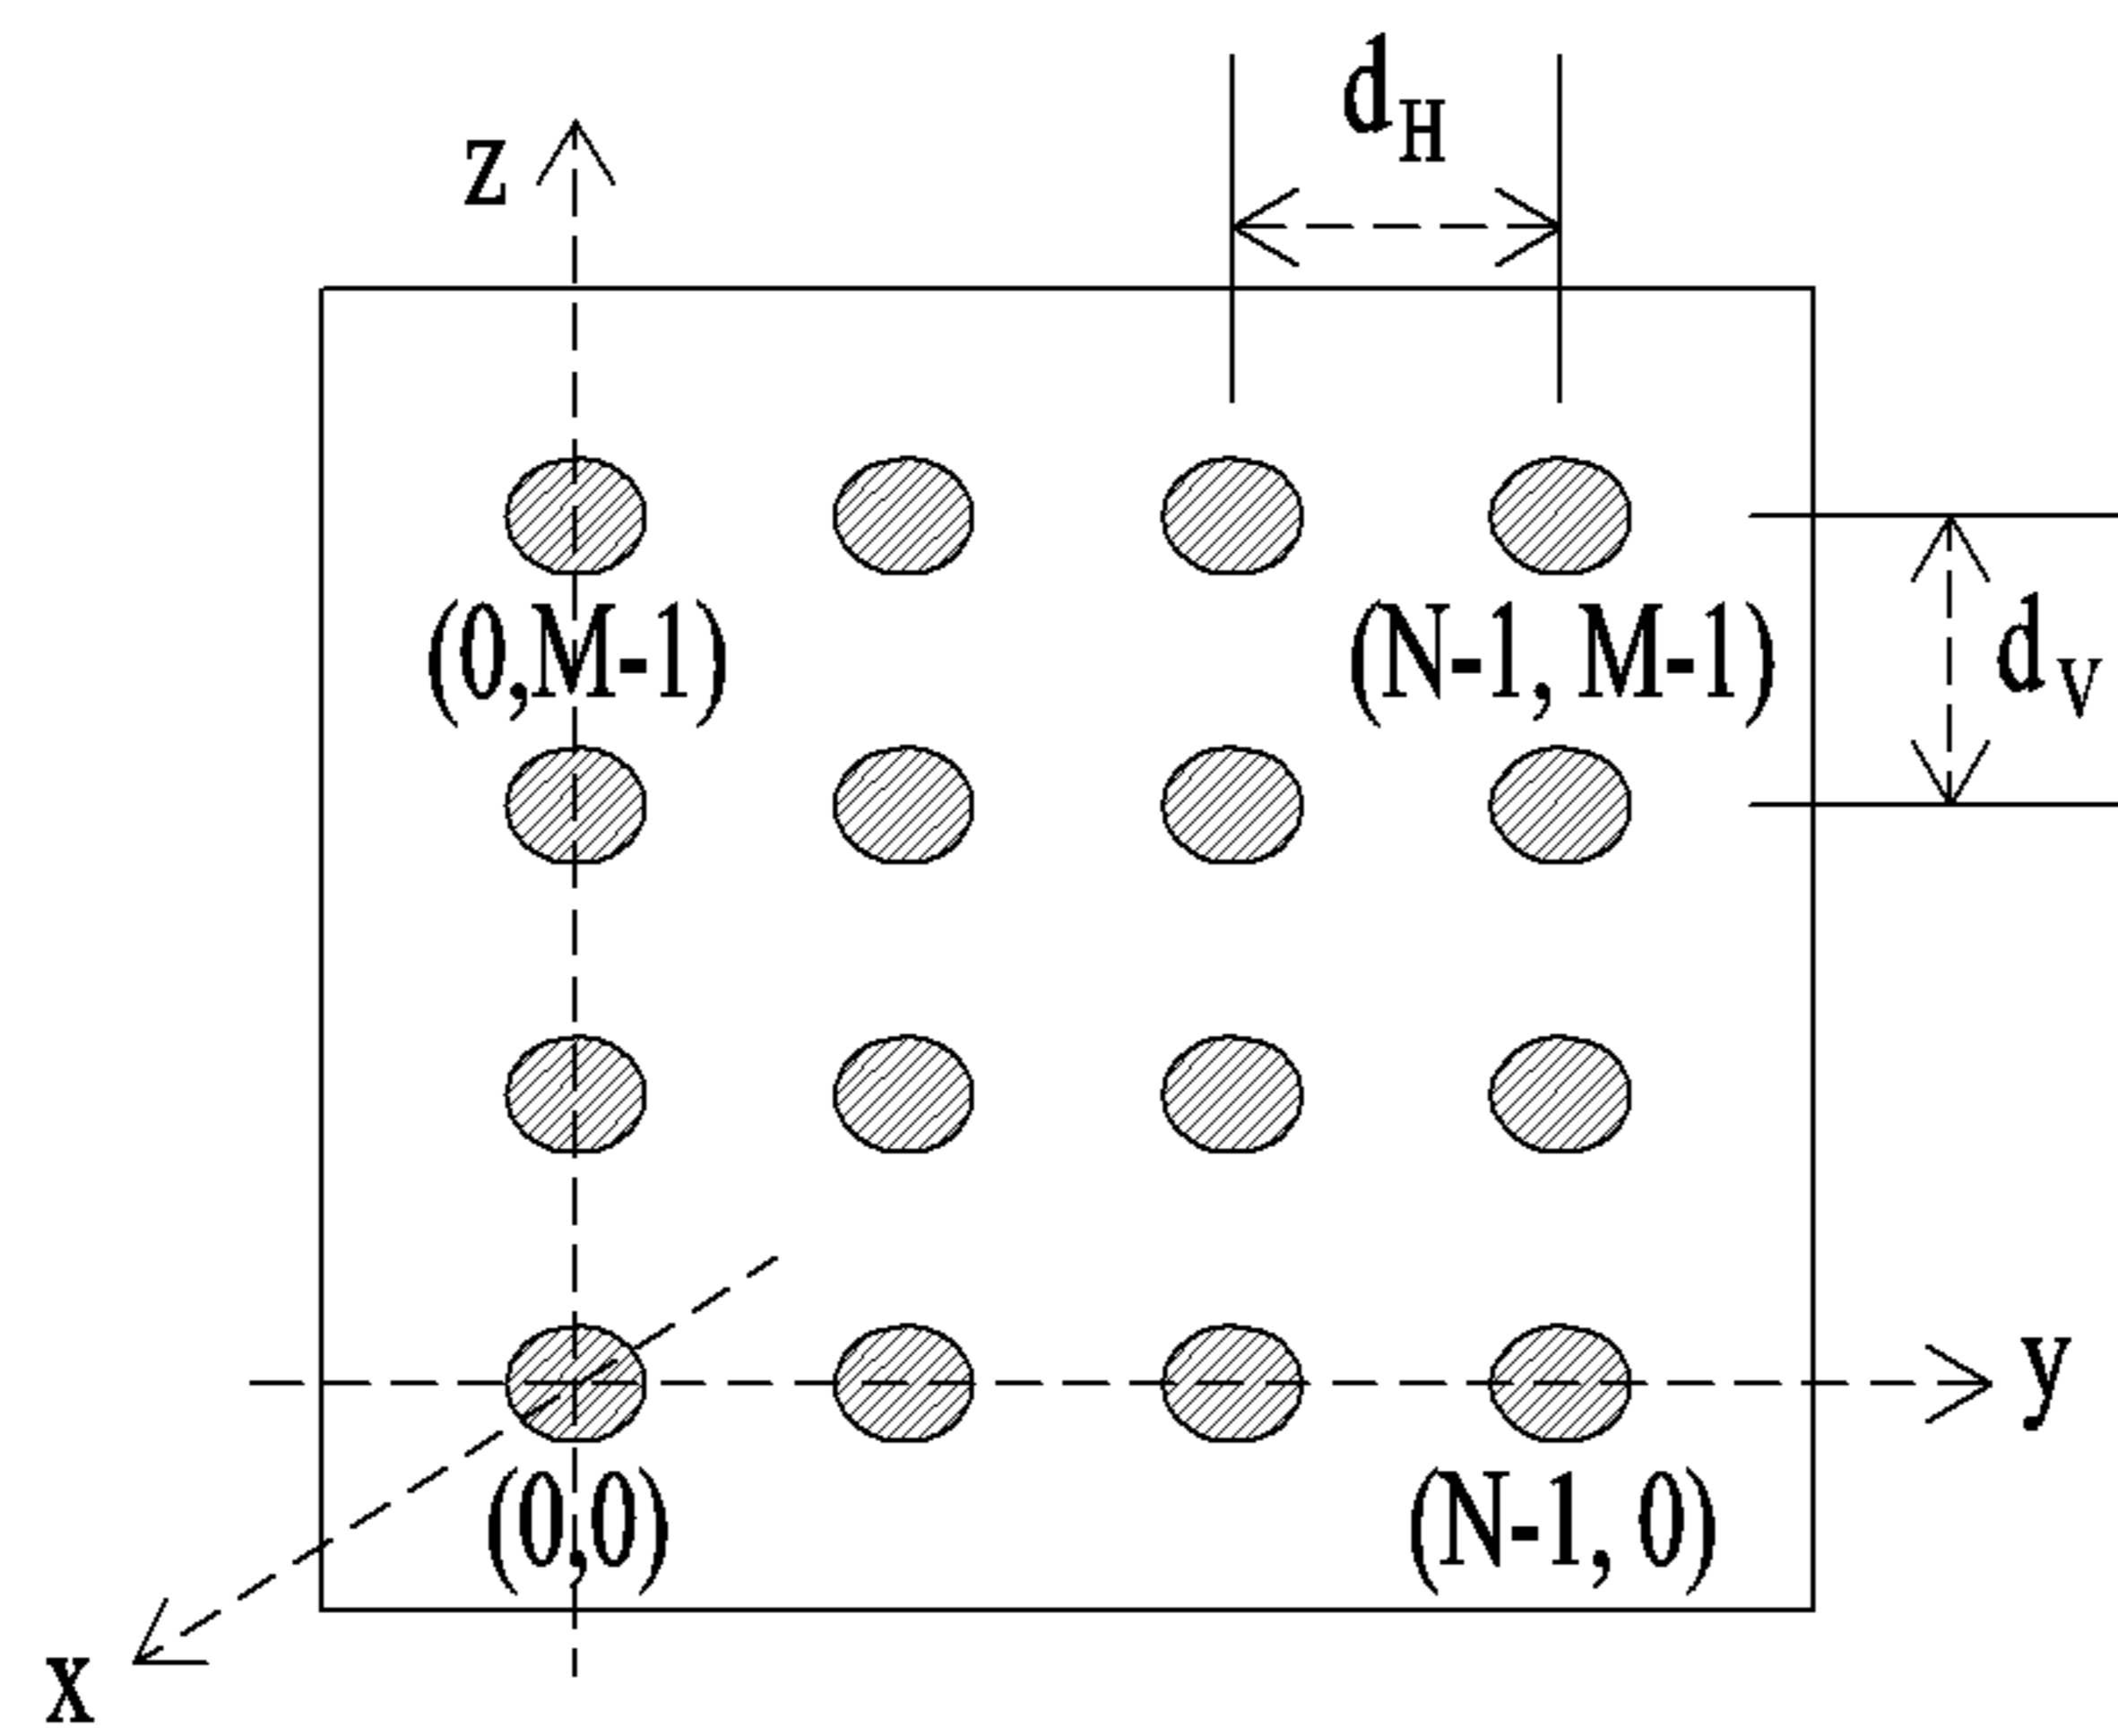 d_H
z
(0,M-1) (N-1, M-1)
d_V
y
(0,0) (N-1, 0)
x